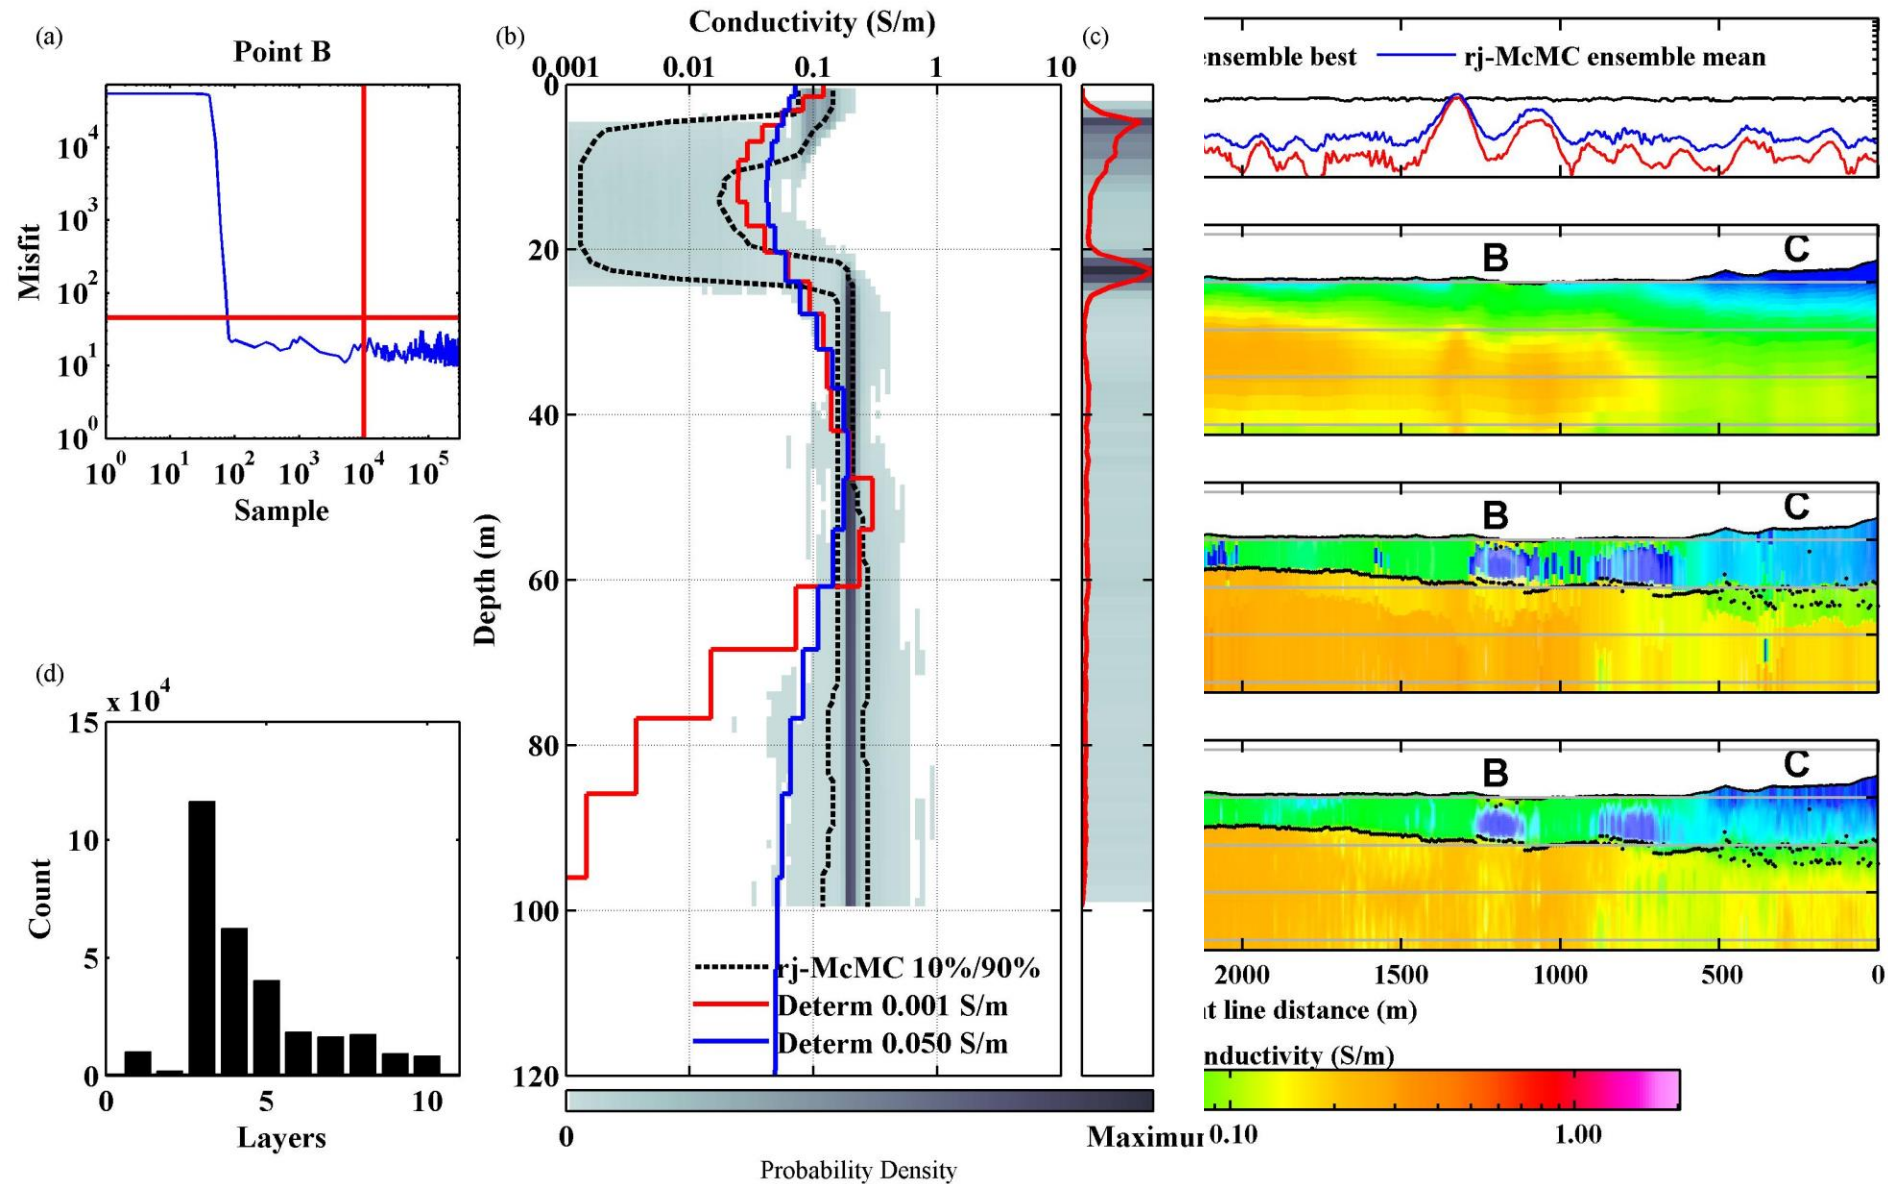 (a)
Point B
10^4
10^3
10^2
10^1
10^0
Misfit
10^0 10^1 10^2 10^3 10^4 10^5
Sample
(d)
x 10^4
15
10
5
0
Count
0 5 10
Layers
(b)
Conductivity (S/m)
0.001 0.01 0.1 1 10
0
20
40
60
80
100
120
Depth (m)
rj-McMC 10%/90%
Determ 0.001 S/m
Determ 0.050 S/m
0
Probability Density
(c)
ensemble best rj-McMC ensemble mean
B C
B C
B C
2000 1500 1000 500 0
line distance (m)
(S/m)
0.10 1.00